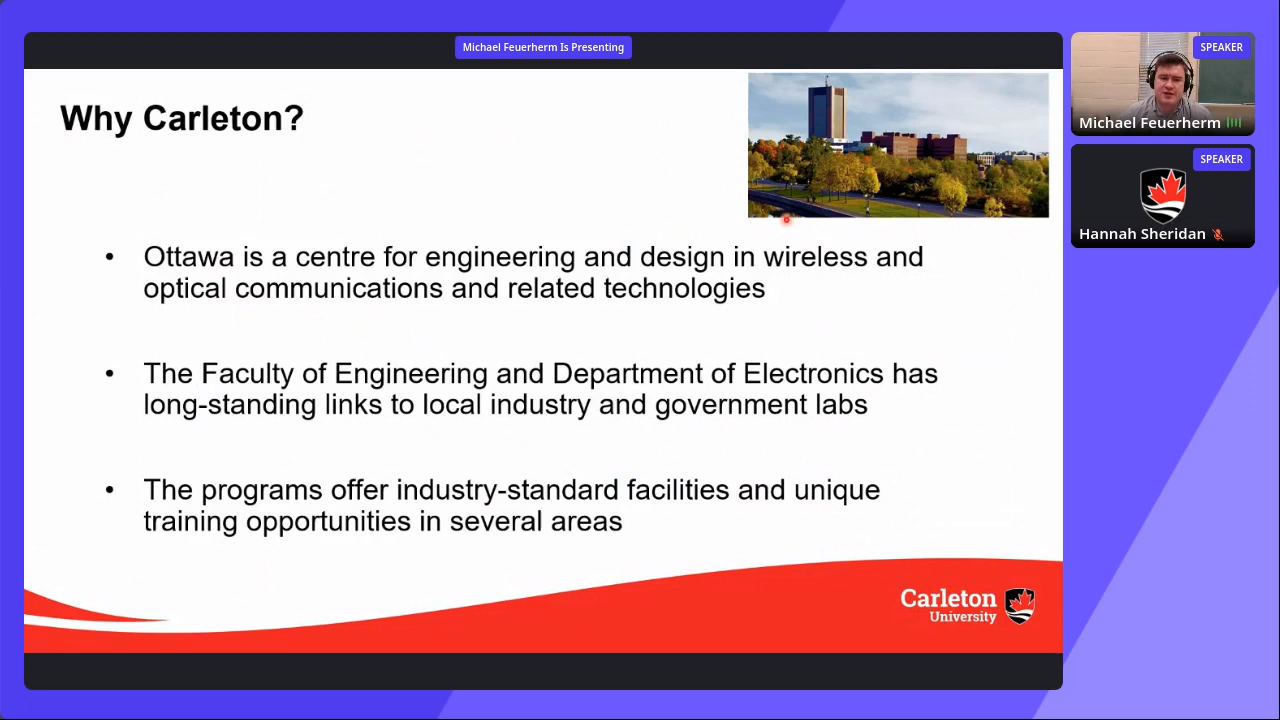 Michael Feuerherm Is Presenting
Why Carleton?
• Ottawa is a centre for engineering and design in wireless and
optical communications and related technologies
• The Faculty of Engineering and Department of Electronics has
long-standing links to local industry and government labs
• The programs offer industry-standard facilities and unique
training opportunities in several areas
Carleton
University
SPEAKER
Michael Feuerherm
SPEAKER
Hannah Sheridan